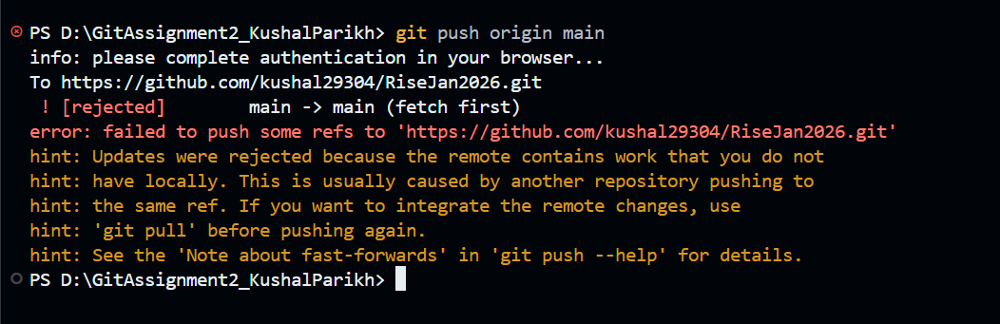 PS D:\GitAssignment2_KushalParikh> git push origin main
info: please complete authentication in your browser...
To https://github.com/kushal29304/RiseJan2026.git
 ! [rejected]        main -> main (fetch first)
error: failed to push some refs to 'https://github.com/kushal29304/RiseJan2026.git'
hint: Updates were rejected because the remote contains work that you do not
hint: have locally. This is usually caused by another repository pushing to
hint: the same ref. If you want to integrate the remote changes, use
hint: 'git pull' before pushing again.
hint: See the 'Note about fast-forwards' in 'git push --help' for details.
PS D:\GitAssignment2_KushalParikh>